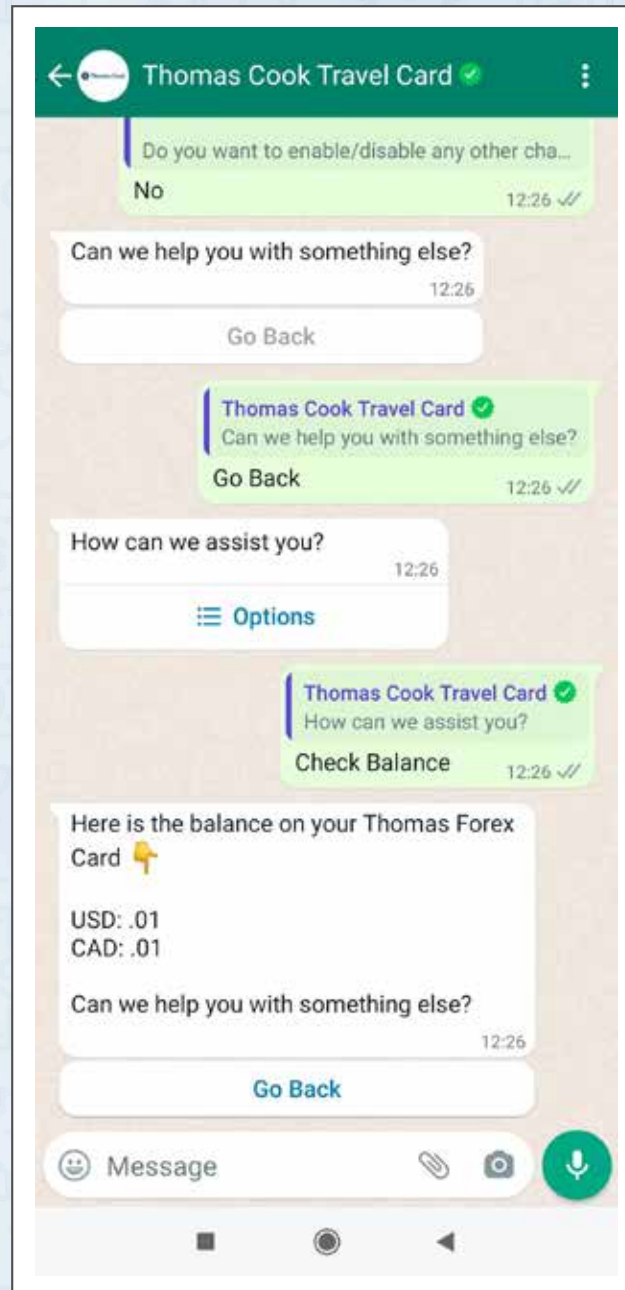 Thomas Cook Travel Card
Do you want to enable/disable any other cha...
No
12:26
Can we help you with something else?
12:26
Go Back
Thomas Cook Travel Card
Can we help you with something else?
Go Back
12:26
How can we assist you?
12:26
Options
Thomas Cook Travel Card
How can we assist you?
Check Balance
12:26
Here is the balance on your Thomas Forex
Card 👇
USD: .01
CAD: .01
Can we help you with something else?
12:26
Go Back
Message